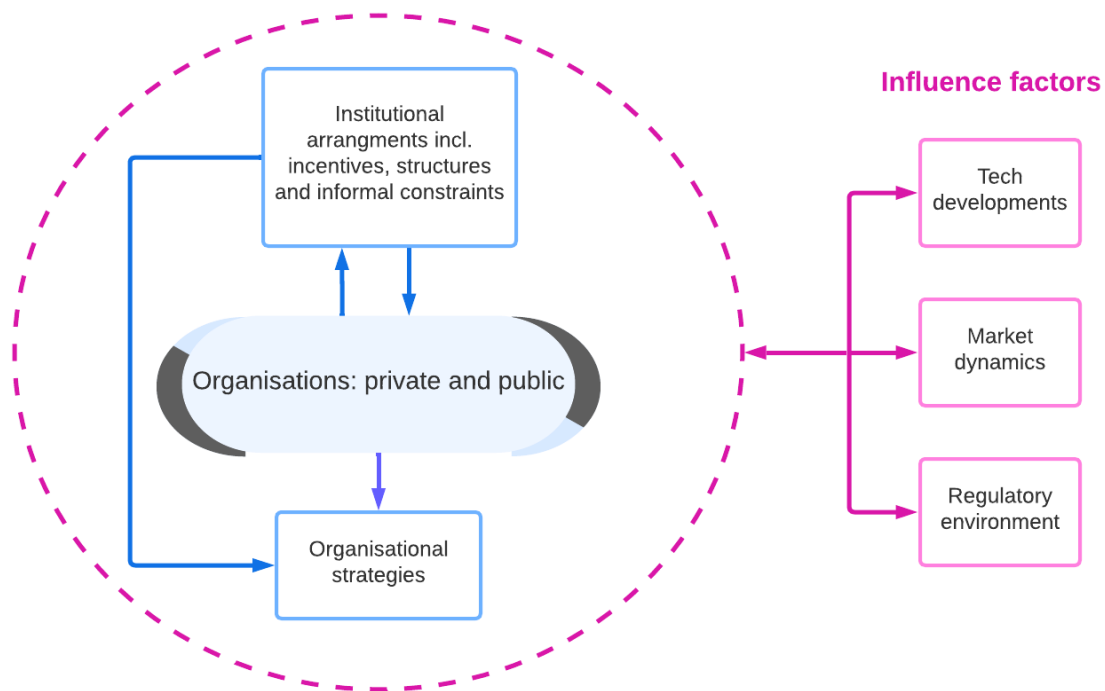 Institutional
arrangments incl.
incentives, structures
and informal constraints
Organisations: private and public
Organisational
strategies
Influence factors
Tech
developments
Market
dynamics
Regulatory
environment